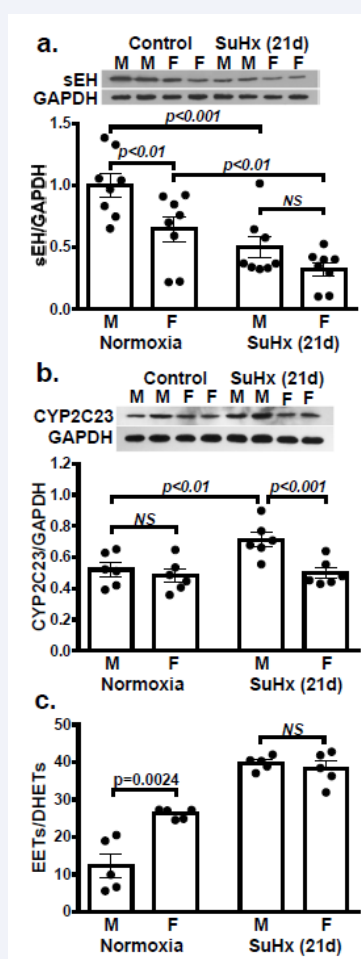 a.
Control SuHx (21d)
M M F F M M F F
sEH
GAPDH
p<0.001
p<0.01 p<0.01
NS
sEH/GAPDH
1.5
1.0
0.5
0.0
M F M F
Normoxia SuHx (21d)
b.
Control SuHx (21d)
M M F F M M F F
CYP2C23
GAPDH
p<0.01 p<0.001
NS
CYP2C23/GAPDH
1.2
1.0
0.8
0.6
0.4
0.2
0.0
M F M F
Normoxia SuHx (21d)
c.
NS
p=0.0024
EETs/DHETs
50
40
30
20
10
0
M F M F
Normoxia SuHx (21d)